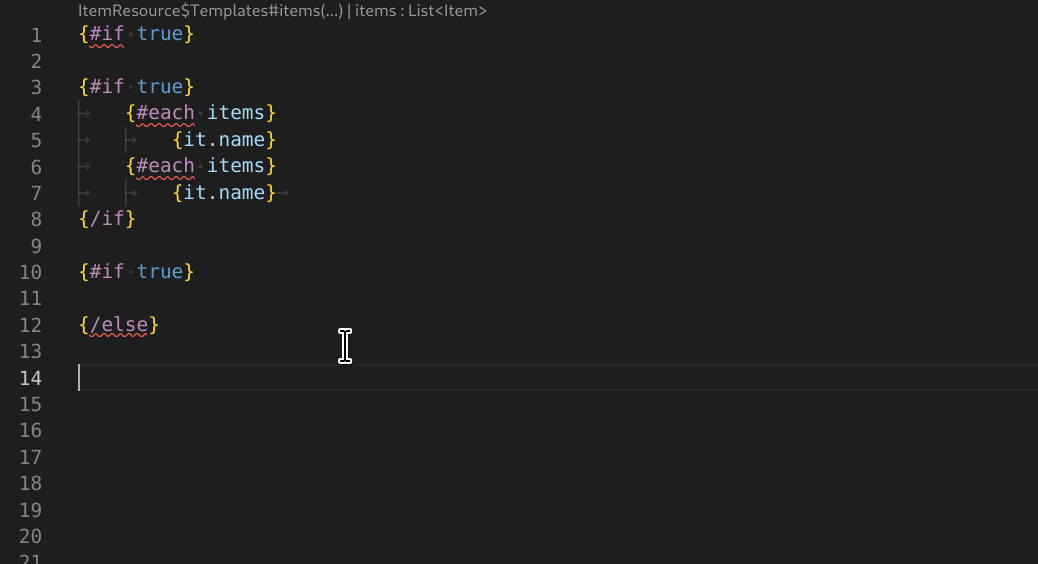 ItemResource$Templates#items(...) | items : List<Item>
1 {#if true}
2
3 {#if true}
4 {#each items}
5 {it.name}
6 {#each items}
7 {it.name}
8 {/if}
9
10 {#if true}
11
12 {/else}
13
14
15
16
17
18
19
20
21